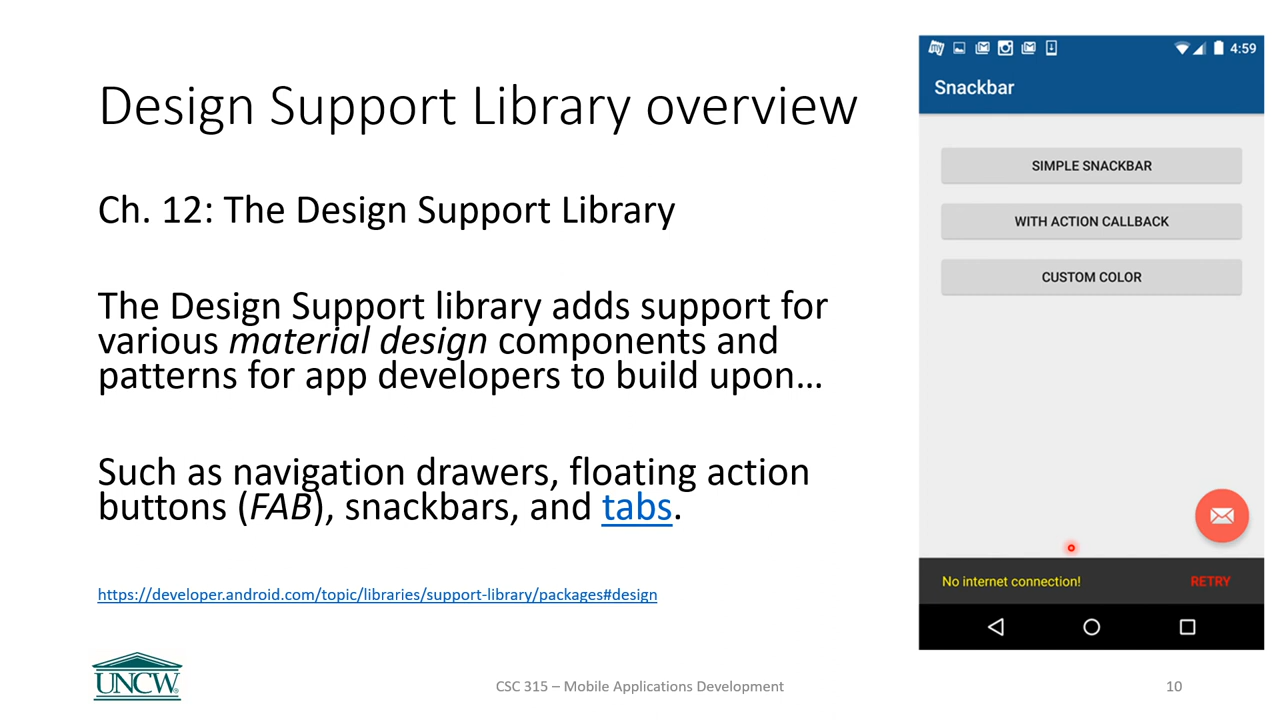 Design Support Library overview
Ch. 12: The Design Support Library
The Design Support library adds support for
various material design components and
patterns for app developers to build upon…
Such as navigation drawers, floating action
buttons (FAB), snackbars, and tabs.
https://developer.android.com/topic/libraries/support-library/packages#design
4:59
Snackbar
SIMPLE SNACKBAR
WITH ACTION CALLBACK
CUSTOM COLOR
No internet connection! RETRY
UNCW
CSC 315 – Mobile Applications Development
10